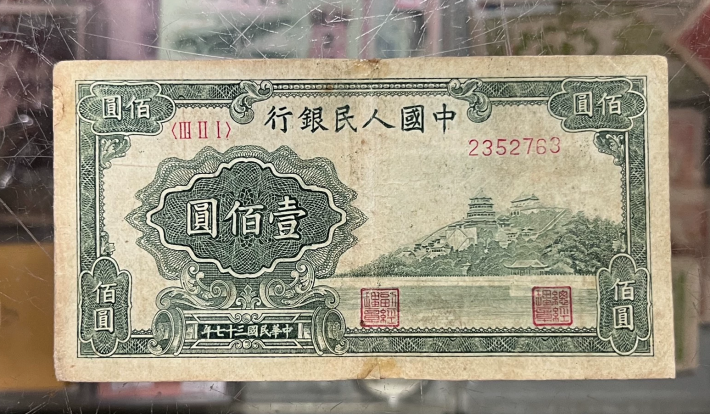 佰圓
圓佰
行銀民人國中
〈III II I〉
2352763
圓佰壹
佰圓
佰圓
年七十三國民華中